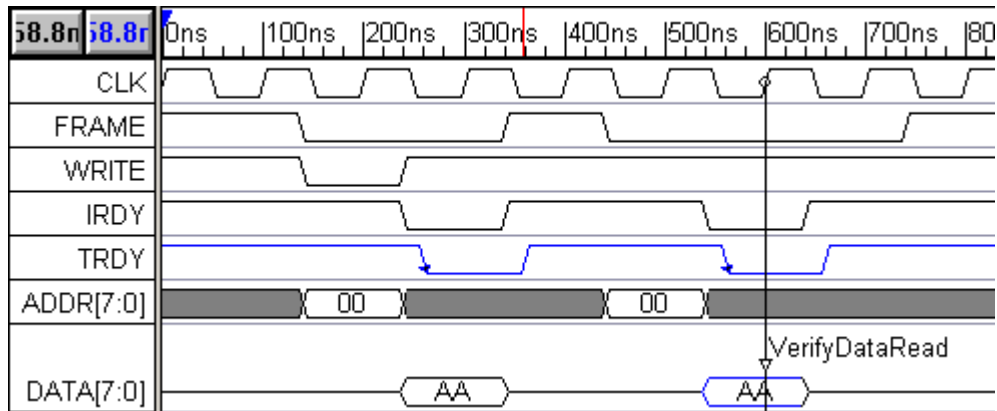 58.8n 58.8n 0ns 100ns 200ns 300ns 400ns 500ns 600ns 700ns 80
CLK
FRAME
WRITE
IRDY
TRDY
ADDR[7:0] 00 00
VerifyDataRead
DATA[7:0] AA AA